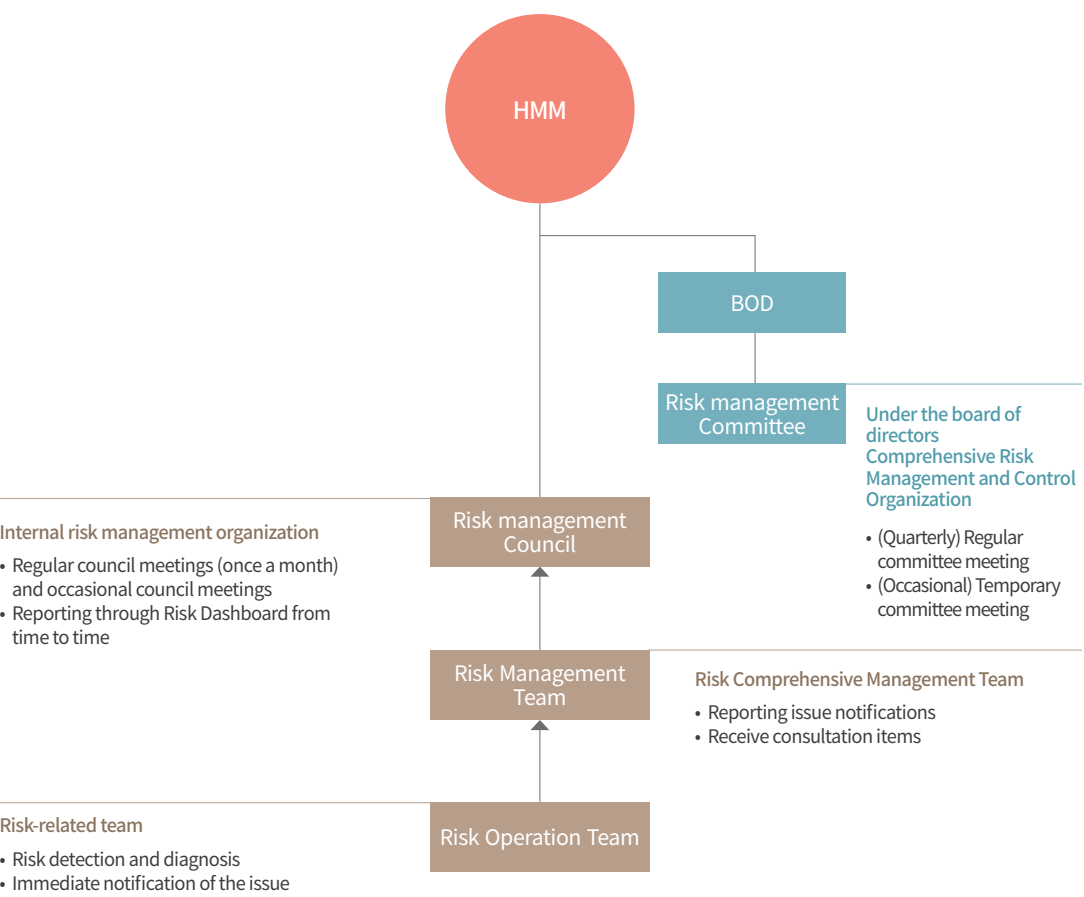 HMM
BOD
Risk management
Committee
Under the board of
directors
Comprehensive Risk
Management and Control
Organization
• (Quarterly) Regular
committee meeting
• (Occasional) Temporary
committee meeting
Risk management
Council
Internal risk management organization
• Regular council meetings (once a month)
and occasional council meetings
• Reporting through Risk Dashboard from
time to time
Risk Management
Team
Risk Comprehensive Management Team
• Reporting issue notifications
• Receive consultation items
Risk Operation Team
Risk-related team
• Risk detection and diagnosis
• Immediate notification of the issue